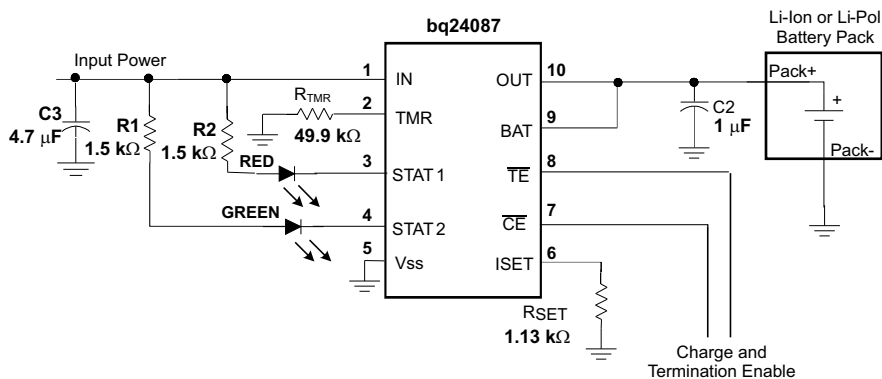 bq24087
Li-Ion or Li-Pol
Battery Pack
Input Power
1
IN
OUT
10
Pack+
C3
4.7 μF
R1
1.5 kΩ
R2
1.5 kΩ
RTMR
49.9 kΩ
2
TMR
BAT
9
C2
1 μF
+
Pack-
RED
3
STAT1
TE
8
GREEN
4
STAT2
CE
7
5
Vss
ISET
6
RSET
1.13 kΩ
Charge and
Termination Enable